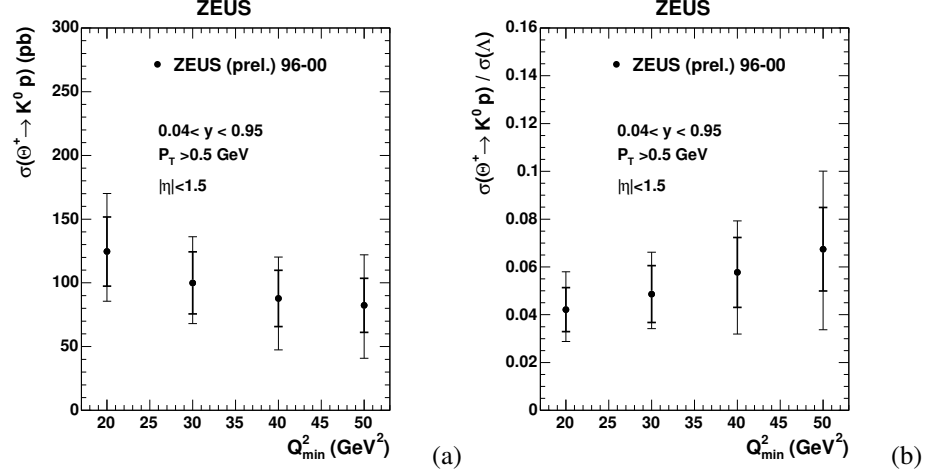 ZEUS
σ(Θ⁺→ K⁰ p) (pb)
300
250
200
150
100
50
0
ZEUS (prel.) 96-00
0.04< y < 0.95
P_T >0.5 GeV
|η|<1.5
20 25 30 35 40 45 50
Q²_min (GeV²)
(a)
ZEUS
σ(Θ⁺→ K⁰ p) / σ(Λ)
0.16
0.14
0.12
0.1
0.08
0.06
0.04
0.02
0
ZEUS (prel.) 96-00
0.04< y < 0.95
P_T >0.5 GeV
|η|<1.5
20 25 30 35 40 45 50
Q²_min (GeV²)
(b)